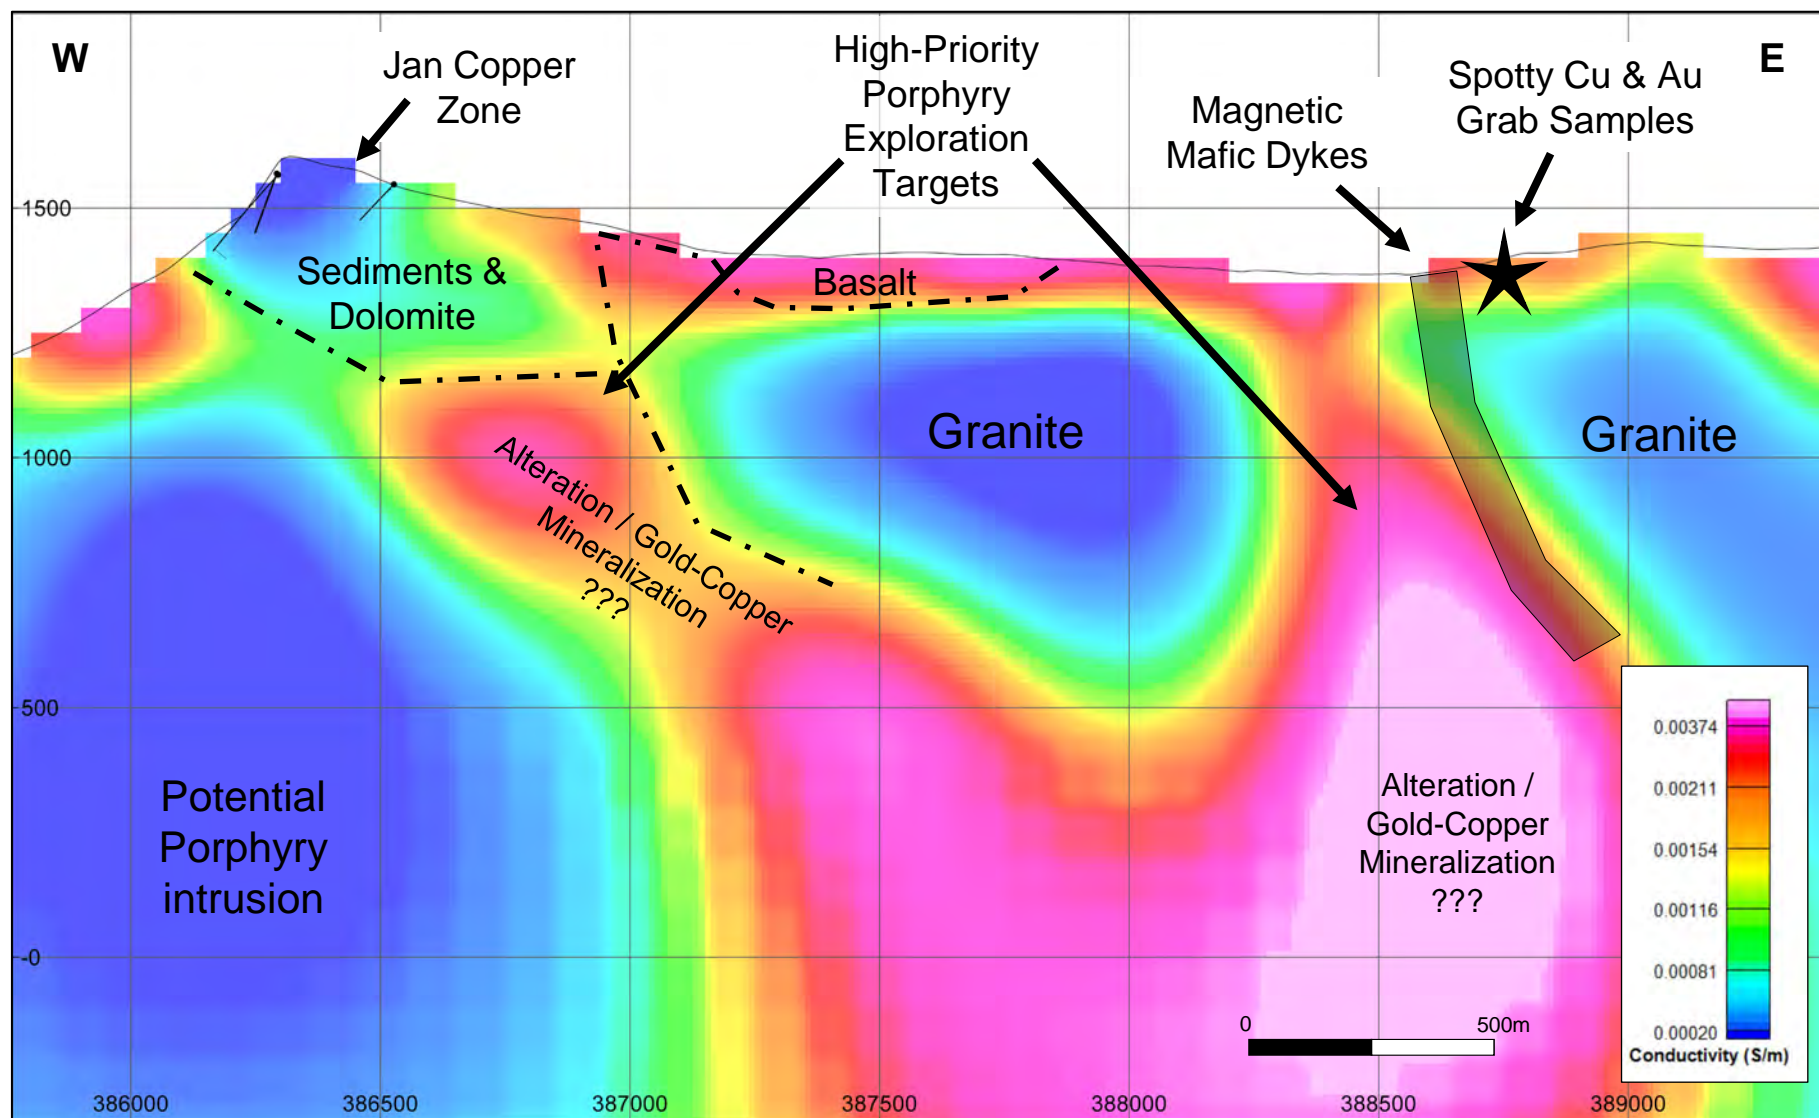 W
E
Jan Copper
Zone
High-Priority
Porphyry
Exploration
Targets
Magnetic
Mafic Dykes
Spotty Cu & Au
Grab Samples
1500
1000
500
-0
Sediments &
Dolomite
Basalt
Granite
Granite
Alteration / Gold-Copper
Mineralization
???
Potential
Porphyry
intrusion
Alteration /
Gold-Copper
Mineralization
???
0.00374
0.00211
0.00154
0.00116
0.00081
0.00020
Conductivity (S/m)
0 500m
386000 386500 387000 387500 388000 388500 389000